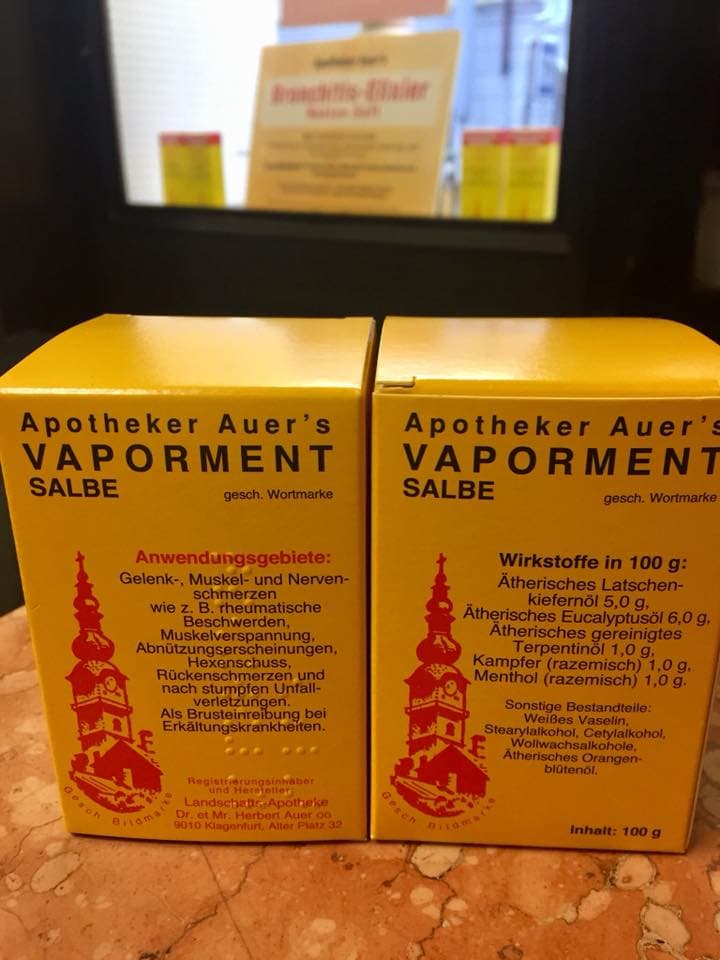 Apotheker Auer's
Bronchitis-Elixier
Apotheker Auer's
VAPORMENT
SALBE
gesch. Wortmarke
Anwendungsgebiete:
Gelenk-, Muskel- und Nerven-
schmerzen
wie z. B. rheumatische
Beschwerden,
Muskelverspannung,
Abnützungserscheinungen,
Hexenschuss,
Rückenschmerzen und
nach stumpfen Unfall-
verletzungen.
Als Brusteinreibung bei
Erkältungskrankheiten.
Gesch Bildmarke
Registrierungsinhaber
und Hersteller
Landschafts-Apotheke
Dr. et Mr. Herbert Auer OG
9010 Klagenfurt, Alter Platz 32
Apotheker Auer's
VAPORMENT
SALBE
gesch. Wortmarke
Wirkstoffe in 100 g:
Ätherisches Latschen-
kiefernöl 5,0 g,
Ätherisches Eucalyptusöl 6,0 g,
Ätherisches gereinigtes
Terpentinöl 1,0 g,
Kampfer (razemisch) 1,0 g,
Menthol (razemisch) 1,0 g.
Sonstige Bestandteile:
Weißes Vaselin,
Stearylalkohol, Cetylalkohol,
Wollwachsalkohole,
Ätherisches Orangen-
blütenöl.
Gesch Bildmarke
Inhalt: 100 g